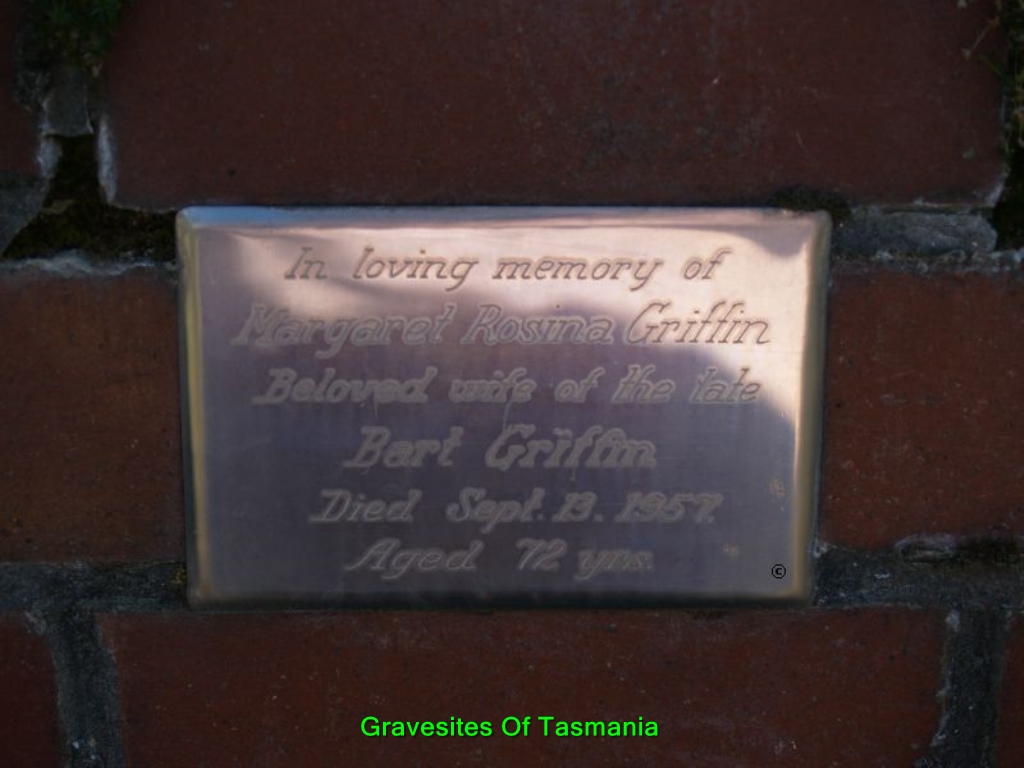 In loving memory of
Margaret Rosina Griffin
Beloved wife of the late
Bart Griffin
Died Sept. 13. 1957.
Aged 72 yrs.
©
Gravesites Of Tasmania